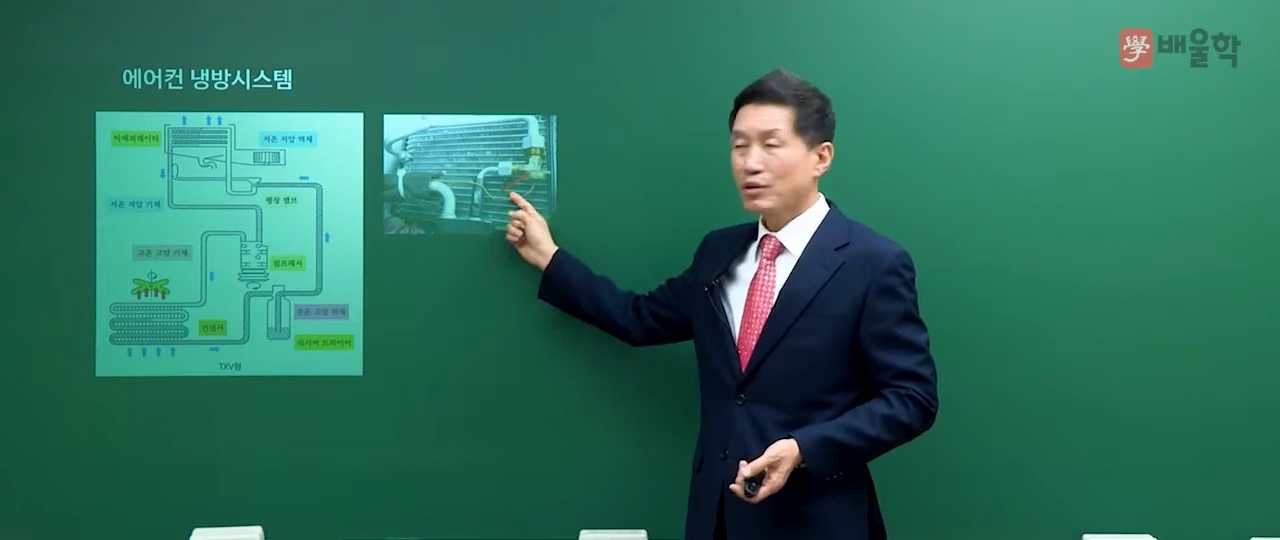 學 배울학
에어컨 냉방시스템
이배퍼레이터
저온 저압 액체
저온 저압 기체
팽창 밸브
고온 고압 기체
컴프레서
중온 고압 액체
컨덴서
리시버 드라이어
TXV형